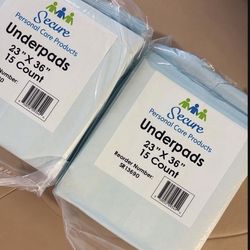 Secure
Personal Care Products
Underpads
23" X 36"
15 Count
Secure
Personal Care Products
Underpads
23" X 36"
15 Count
Reorder Number:
SR13690